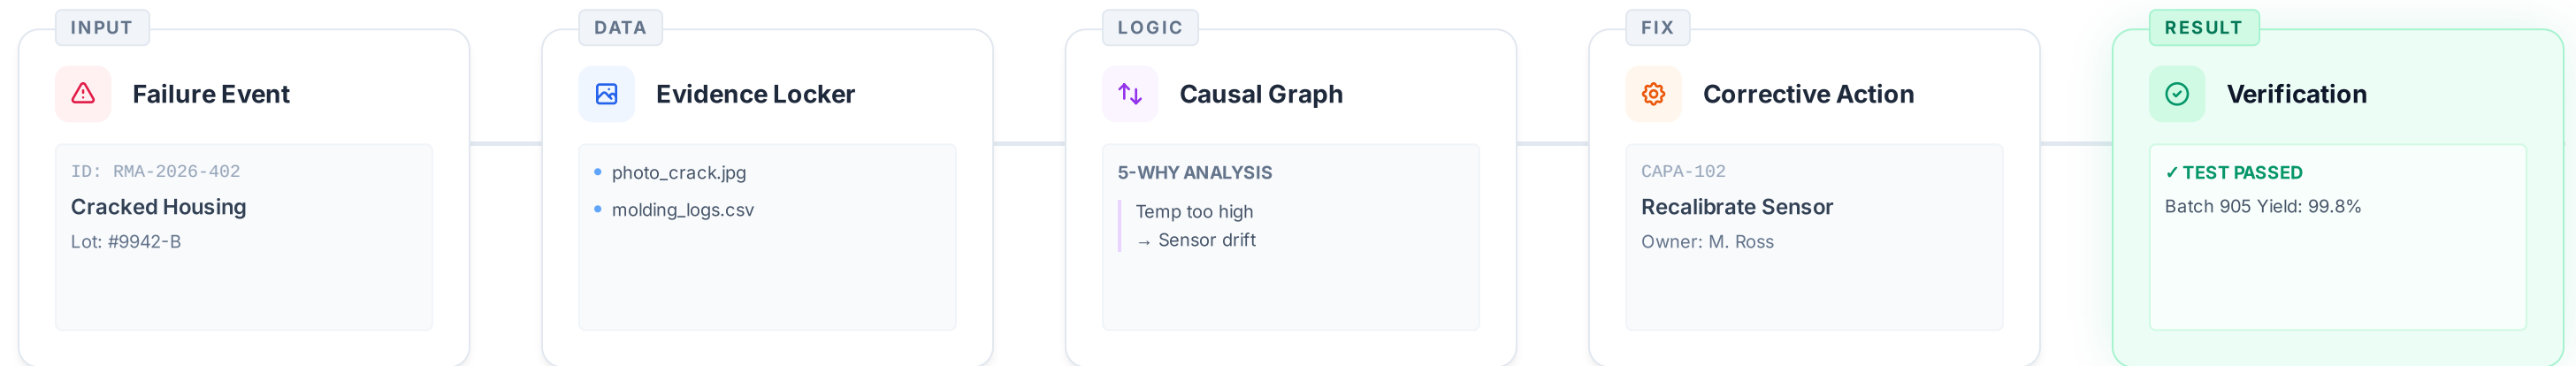 INPUT
Failure Event
ID: RMA-2026-402
Cracked Housing
Lot: #9942-B
DATA
Evidence Locker
photo_crack.jpg
molding_logs.csv
LOGIC
Causal Graph
5-WHY ANALYSIS
Temp too high
→ Sensor drift
FIX
Corrective Action
CAPA-102
Recalibrate Sensor
Owner: M. Ross
RESULT
Verification
✓ TEST PASSED
Batch 905 Yield: 99.8%